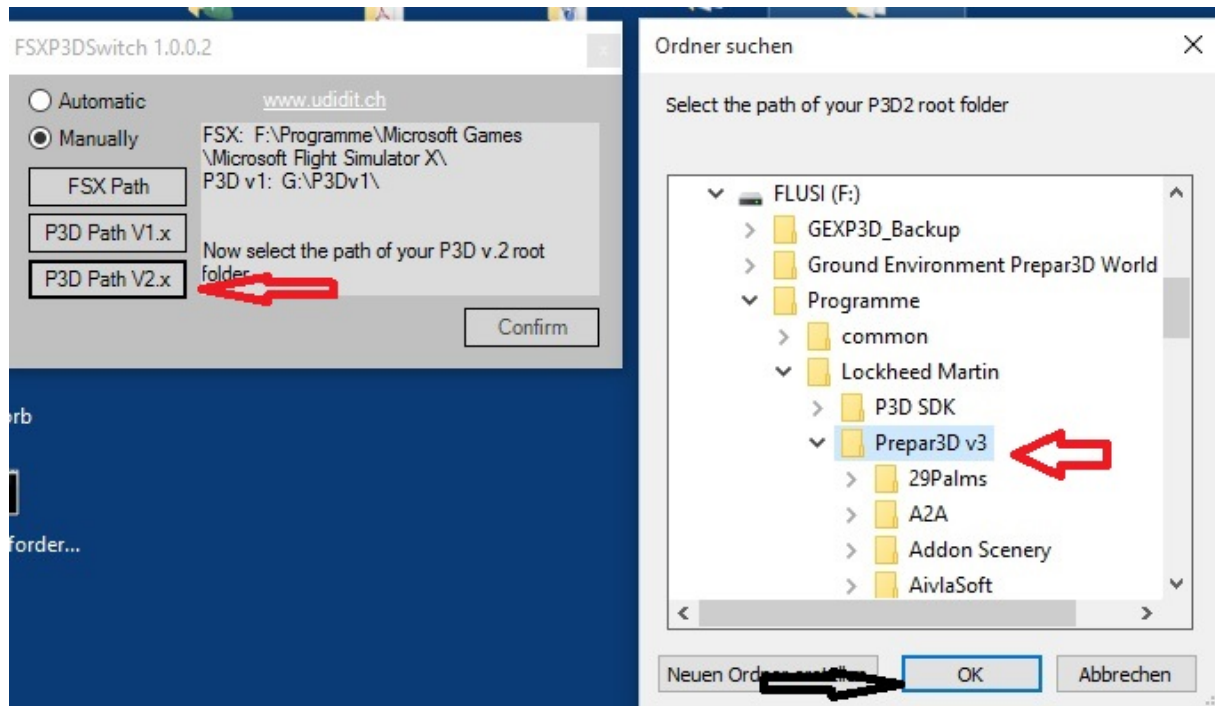 FSXP3DSwitch 1.0.0.2
x
Automatic
www.udidit.ch
Manually
FSX Path
P3D Path V1.x
P3D Path V2.x
FSX: F:\Programme\Microsoft Games
\Microsoft Flight Simulator X\
P3D v1: G:\P3Dv1\
Now select the path of your P3D v.2 root
folder
Confirm
forder...
Ordner suchen
Select the path of your P3D2 root folder
FLUSI (F:)
GEXP3D_Backup
Ground Environment Prepar3D World
Programme
common
Lockheed Martin
P3D SDK
Prepar3D v3
29Palms
A2A
Addon Scenery
AivlaSoft
Neuen
OK
Abbrechen